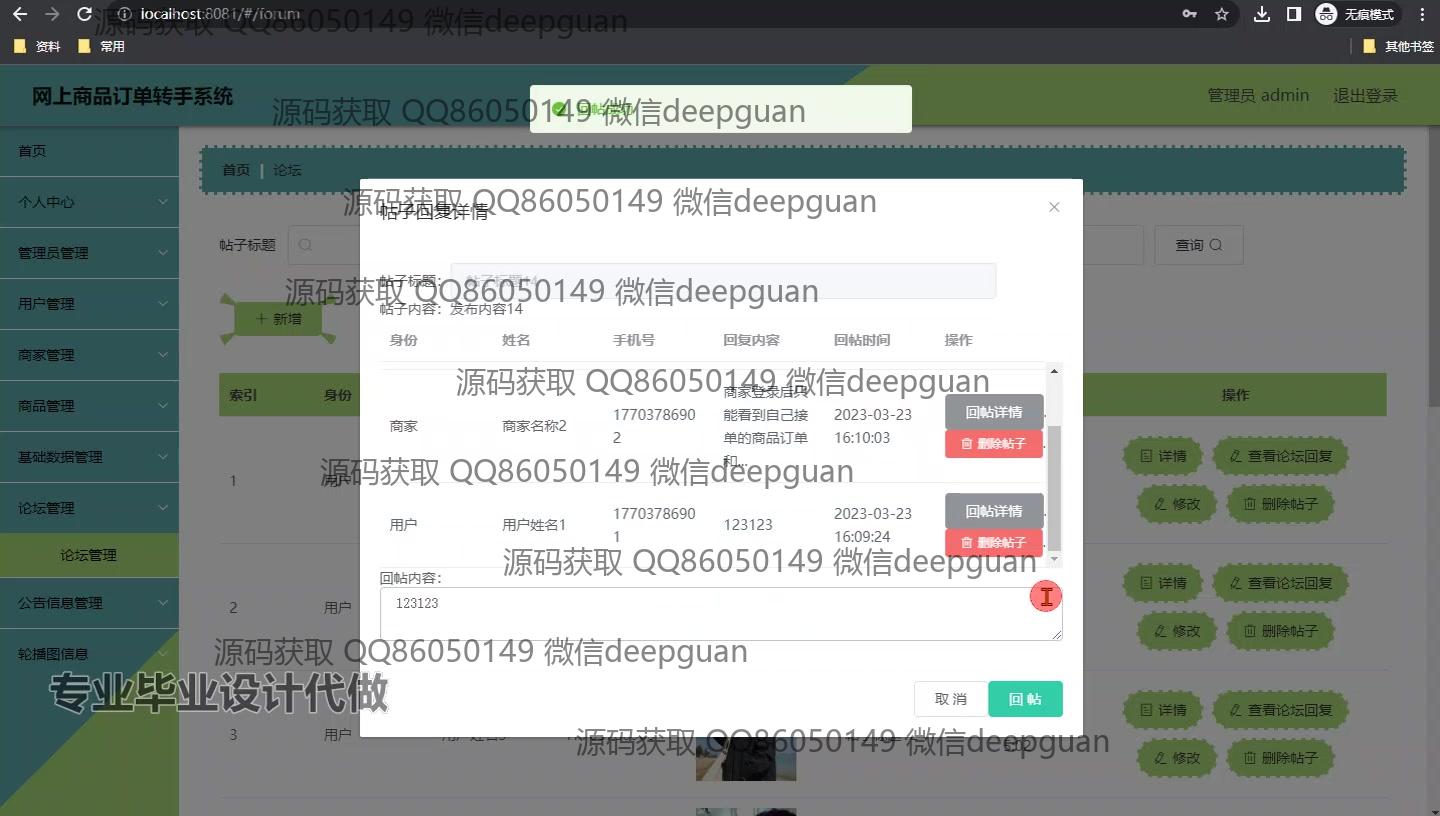 localhost:8081/#/forum
无痕模式
资料
常用
其他书签
源码获取 QQ86050149 微信deepguan
网上商品订单转手系统
管理员 admin
退出登录
源码获取 QQ86050149 微信deepguan
首页
个人中心
管理员管理
用户管理
商家管理
商品管理
基础数据管理
论坛管理
论坛管理
公告信息管理
轮播图信息
首页 | 论坛
帖子标题
查询
+ 新增
索引
身份
操作
1
用户
详情
查看论坛回复
修改
删除帖子
2
用户
详情
查看论坛回复
修改
删除帖子
3
用户
详情
查看论坛回复
修改
删除帖子
源码获取 QQ86050149 微信deepguan
帖子回复详情
帖子标题:
帖子标题14
源码获取 QQ86050149 微信deepguan
帖子内容: 发布内容14
身份 姓名 手机号 回复内容 回帖时间 操作
源码获取 QQ86050149 微信deepguan
商家
商家名称2
1770378690
2
商家登录后只
能看到自己接
单的商品订单
和...
2023-03-23
16:10:03
回帖详情
删除帖子
源码获取 QQ86050149 微信deepguan
用户
用户姓名1
1770378690
1
123123
2023-03-23
16:09:24
回帖详情
删除帖子
源码获取 QQ86050149 微信deepguan
回帖内容:
123123
源码获取 QQ86050149 微信deepguan
专业毕业设计代做
取 消
回 帖
源码获取 QQ86050149 微信deepguan